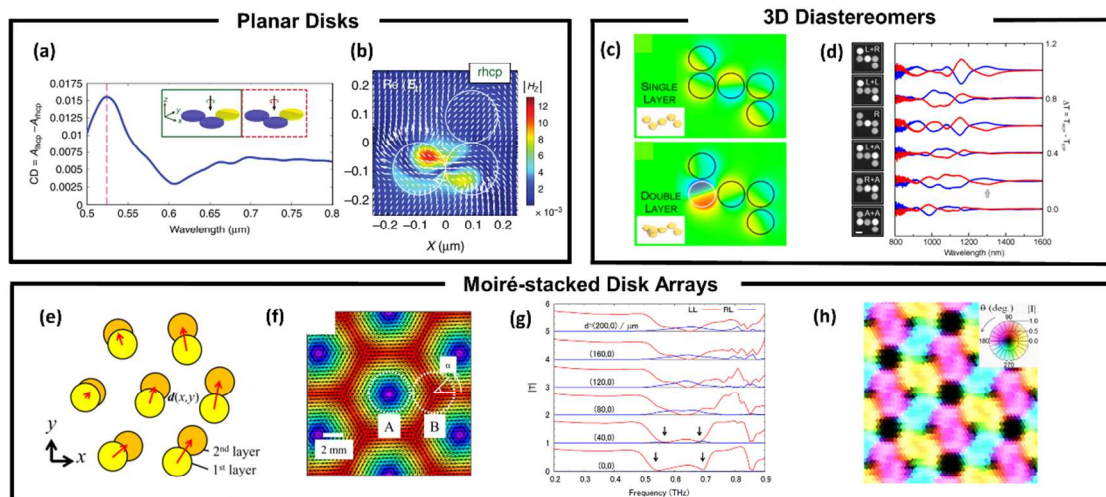 Planar Disks
3D Diastereomers
(a)
CD = A_lhcp − A_rhcp
0.0175
0.015
0.0125
0.01
0.0075
0.005
0.0025
z
y
x
0.5
0.55
0.6
0.65
0.7
0.75
0.8
Wavelength (μm)
(b)
Re (E
rhcp
|H_z|
0.2
0.1
0
−0.1
−0.2
−0.2
−0.1
0
0.1
0.2
X (μm)
12
10
8
6
4
2
× 10⁻³
(c)
SINGLE
LAYER
DOUBLE
LAYER
(d)
L+R
L+L
R
L+A
R+A
A+A
1.2
0.8
0.4
0.0
800
1000
1200
1400
1600
Wavelength (nm)
Moiré-stacked Disk Arrays
(e)
d(x,y)
y
x
2nd layer
1st layer
(f)
α
A
B
2 mm
(g)
LL
RL
d=(200,0) / μm
(160,0)
(120,0)
(80,0)
(40,0)
(0,0)
|T|
6
5
4
3
2
1
0
0.2
0.3
0.4
0.5
0.6
0.7
0.8
0.9
Frequency (THz)
(h)
θ (deg.)
|T|
90
180
270
1.0
0.5
0.0